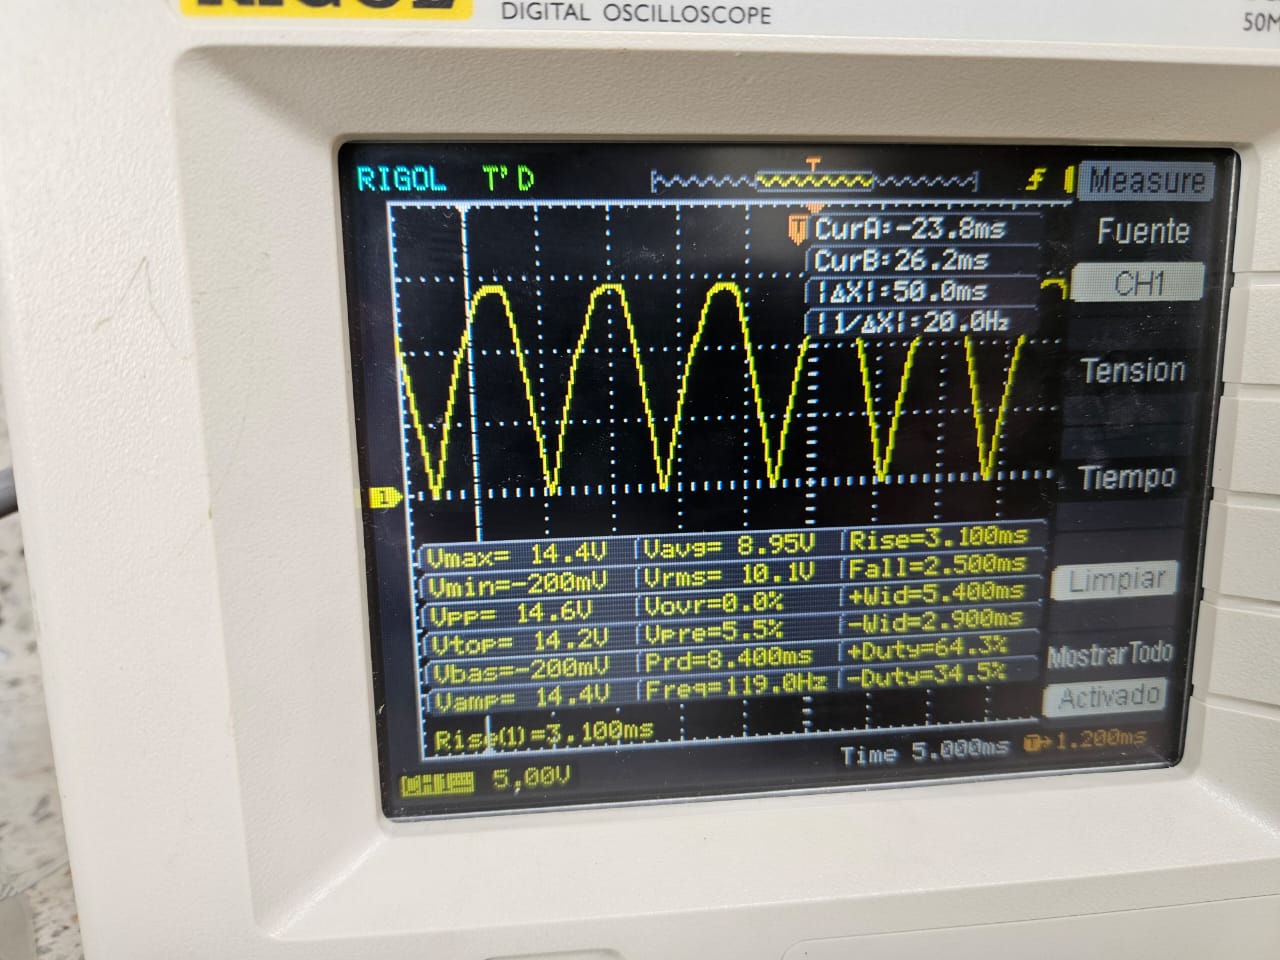 RIGOL
DIGITAL OSCILLOSCOPE
50M
RIGOL T'D
T
Measure
Fuente
CH1
Tension
Tiempo
Limpiar
Mostrar Todo
Activado
T
CurA:-23.8ms
CurB:26.2ms
|ΔX|:50.0ms
|1/ΔX|:20.0Hz
1
Vmax= 14.4V Vavg= 8.95V Rise=3.100ms
Vmin=-200mV Vrms= 10.1V Fall=2.500ms
Vpp= 14.6V Vovr=0.0% +Wid=5.400ms
Vtop= 14.2V Vpre=5.5% -Wid=2.900ms
Vbas=-200mV Prd=8.400ms +Duty=64.3%
Vamp= 14.4V Freq=119.0Hz -Duty=34.5%
Rise(1)=3.100ms
5,00V Time 5.000ms T→1.200ms